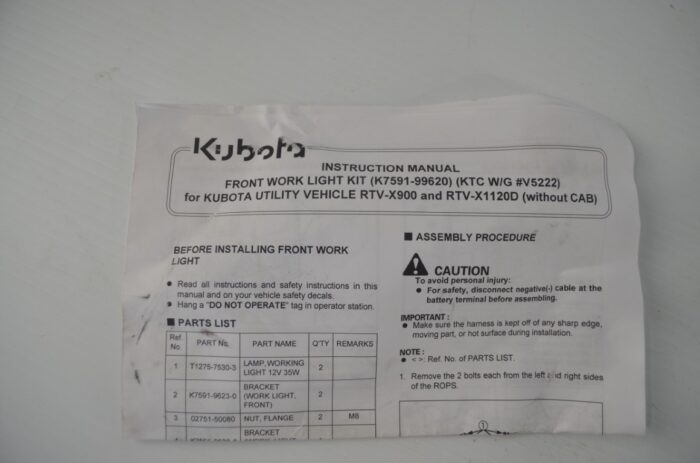 Kubota
INSTRUCTION MANUAL
FRONT WORK LIGHT KIT (K7591-99620) (KTC W/G #V5222)
for KUBOTA UTILITY VEHICLE RTV-X900 and RTV-X1120D (without CAB)
BEFORE INSTALLING FRONT WORK
LIGHT
● Read all instructions and safety instructions in this
manual and on your vehicle safety decals.
● Hang a "DO NOT OPERATE" tag in operator station.
■ PARTS LIST
Ref. No. PART No. PART NAME Q'TY REMARKS
1 T1275-7530-3 LAMP, WORKING LIGHT 12V 35W 2
2 K7591-9623-0 BRACKET (WORK LIGHT, FRONT) 2
3 02751-50080 NUT, FLANGE 2 M8
BRACKET
■ ASSEMBLY PROCEDURE
CAUTION
To avoid personal injury:
● For safety, disconnect negative(-) cable at the
battery terminal before assembling.
IMPORTANT :
● Make sure the harness is kept off of any sharp edge,
moving part, or hot surface during installation.
NOTE :
● < >: Ref. No. of PARTS LIST.
1. Remove the 2 bolts each from the left and right sides
of the ROPS.
①